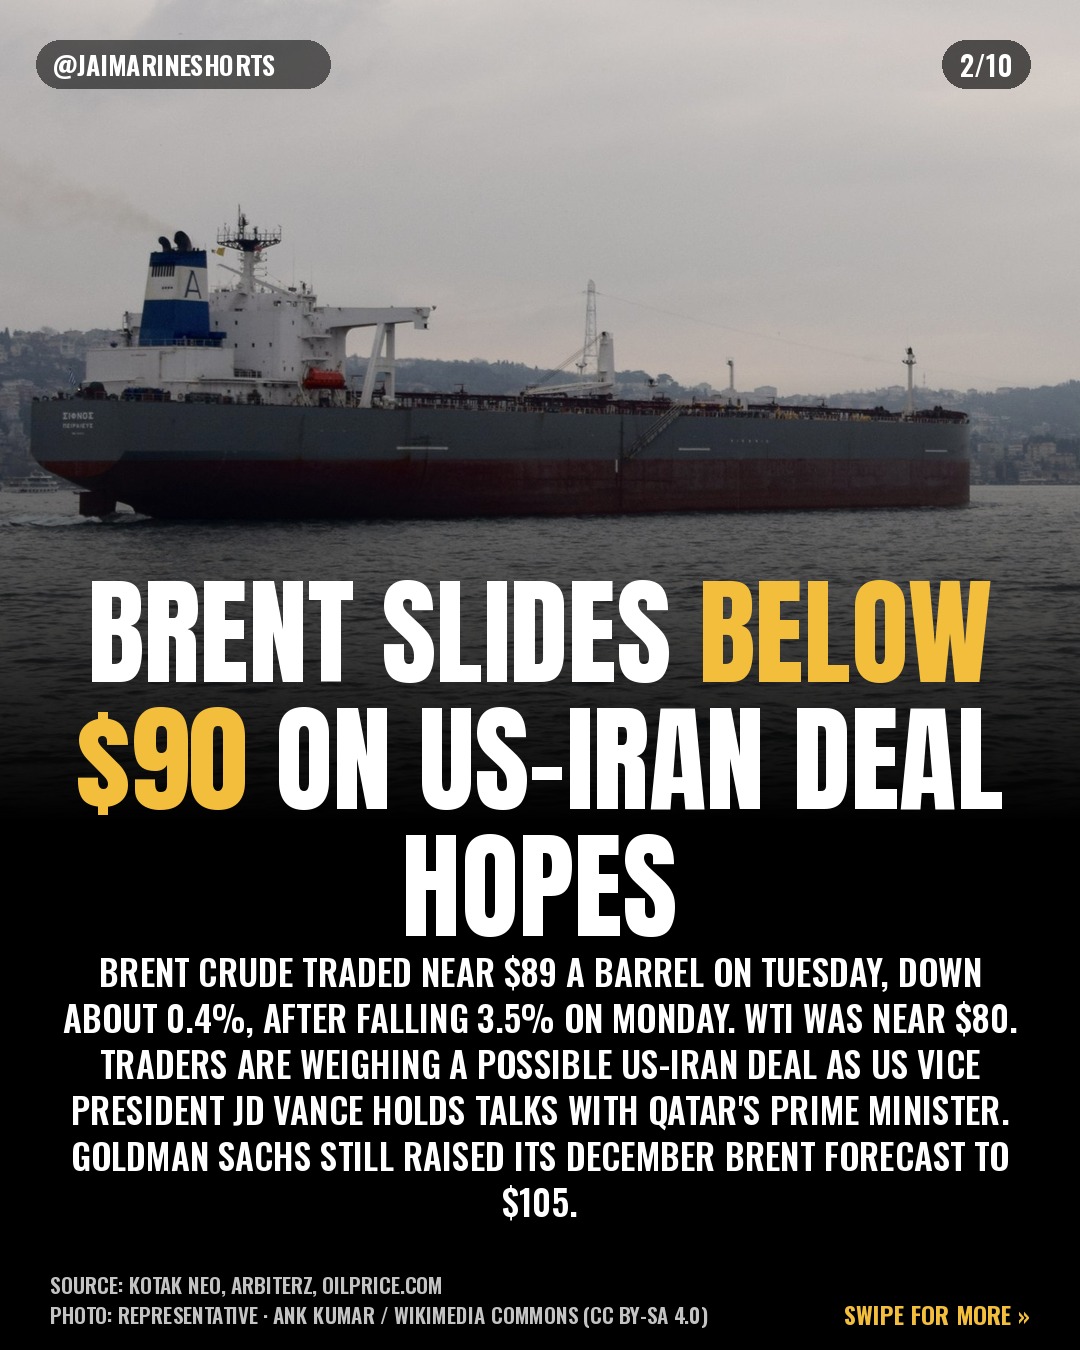 @JAIMARINESHORTS
2/10
A
ΣΙΦΝΟΣ
ΠΕΙΡΑΙΕΥΣ
BRENT SLIDES BELOW
$90 ON US-IRAN DEAL
HOPES
BRENT CRUDE TRADED NEAR $89 A BARREL ON TUESDAY, DOWN
ABOUT 0.4%, AFTER FALLING 3.5% ON MONDAY. WTI WAS NEAR $80.
TRADERS ARE WEIGHING A POSSIBLE US-IRAN DEAL AS US VICE
PRESIDENT JD VANCE HOLDS TALKS WITH QATAR'S PRIME MINISTER.
GOLDMAN SACHS STILL RAISED ITS DECEMBER BRENT FORECAST TO
$105.
SOURCE: KOTAK NEO, ARBITERZ, OILPRICE.COM
PHOTO: REPRESENTATIVE · ANK KUMAR / WIKIMEDIA COMMONS (CC BY-SA 4.0)
SWIPE FOR MORE »